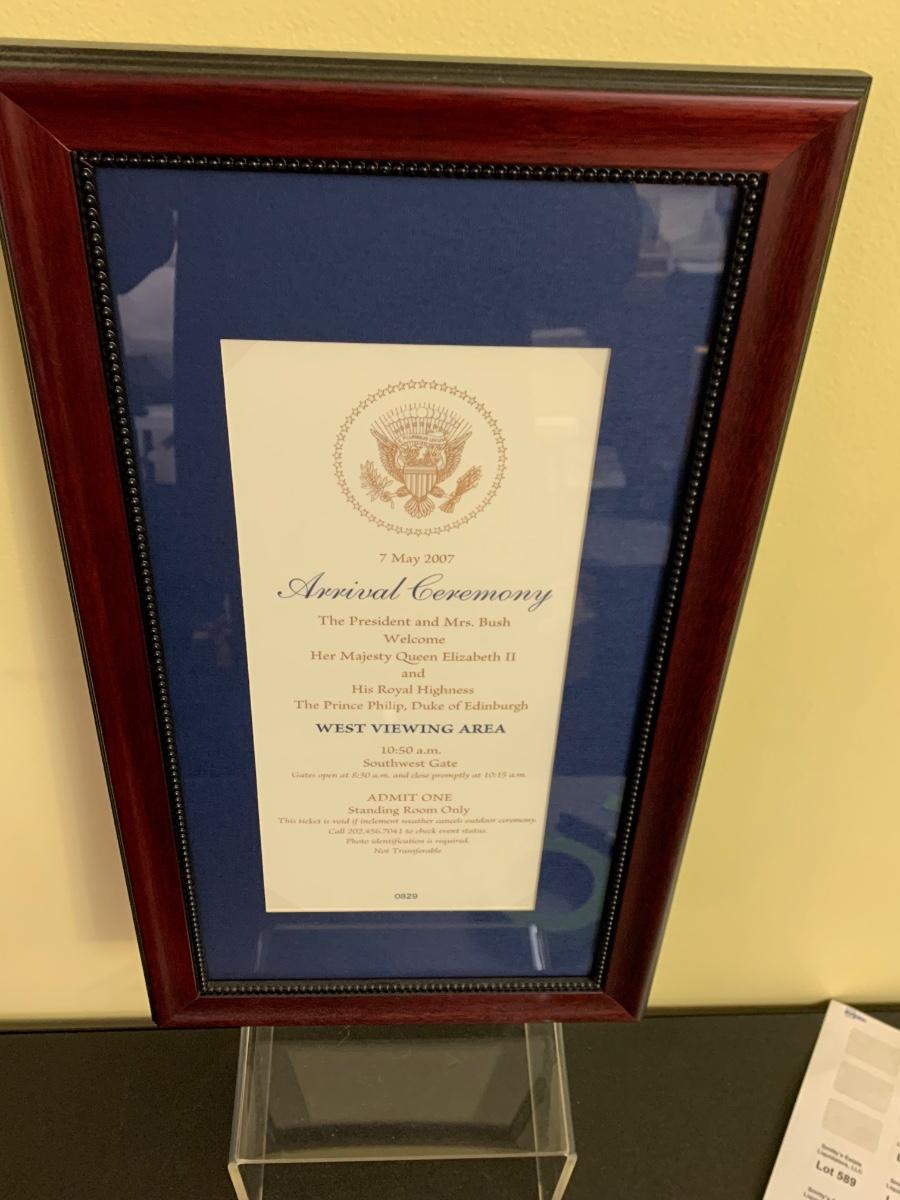 7 May 2007
Arrival Ceremony
The President and Mrs. Bush
Welcome
Her Majesty Queen Elizabeth II
and
His Royal Highness
The Prince Philip, Duke of Edinburgh
WEST VIEWING AREA
10:50 a.m.
Southwest Gate
Gates open at 8:30 a.m. and close promptly at 10:15 a.m.
ADMIT ONE
Standing Room Only
This ticket is void if inclement weather cancels outdoor ceremony.
Call 202.456.7041 to check event status.
Photo identification is required.
Not Transferable
0829
Estate
Liquidators, LLC
Lot 589